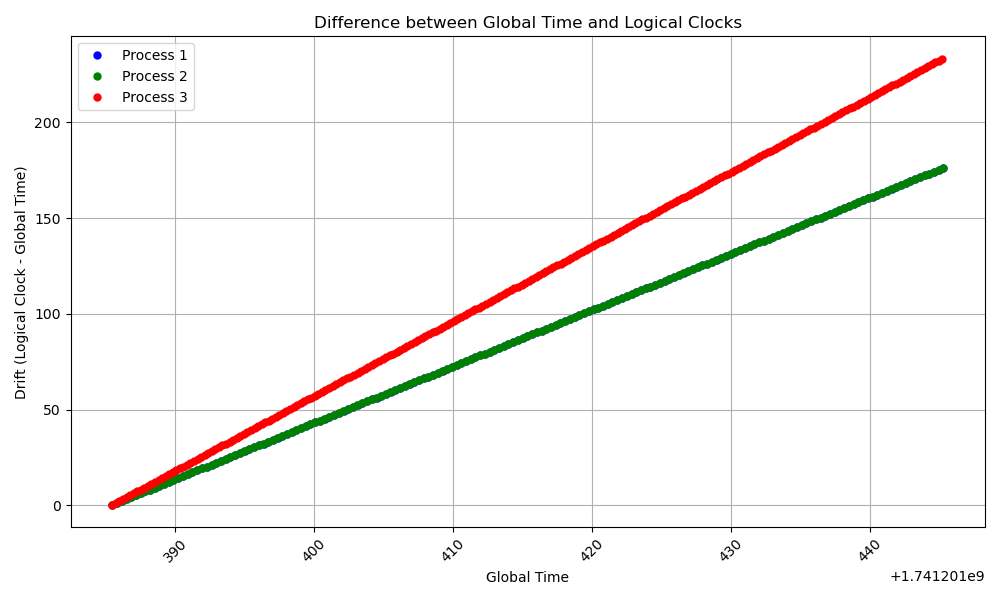 Difference between Global Time and Logical Clocks
Process 1
Process 2
Process 3
Drift (Logical Clock - Global Time)
200
150
100
50
0
390
400
410
420
430
440
Global Time
+1.741201e9